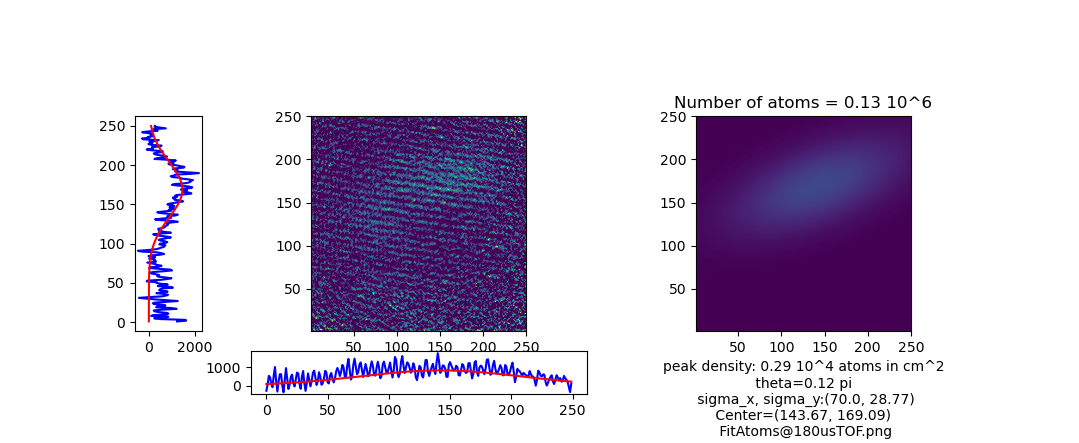 Number of atoms = 0.13 10^6
250
200
150
100
50
0
0 2000
250
200
150
100
50
50 100 150 200 250
1000
0
0 50 100 150 200 250
250
200
150
100
50
50 100 150 200 250
peak density: 0.29 10^4 atoms in cm^2
theta=0.12 pi
sigma_x, sigma_y:(70.0, 28.77)
Center=(143.67, 169.09)
FitAtoms@180usTOF.png